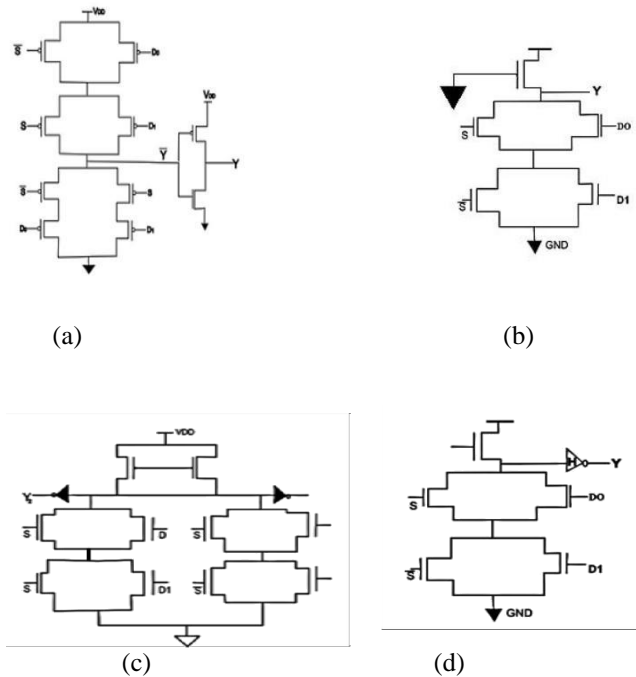 VDD
S̅ D0
VDD
S D1
Y̅ Y
S̅ S
D0 D1
(a)
Y
S D0
S̅ D1
GND
(b)
VDD
S D S̅
S̅ D1 S̅
(c)
H Y
S D0
S̅ D1
GND
(d)